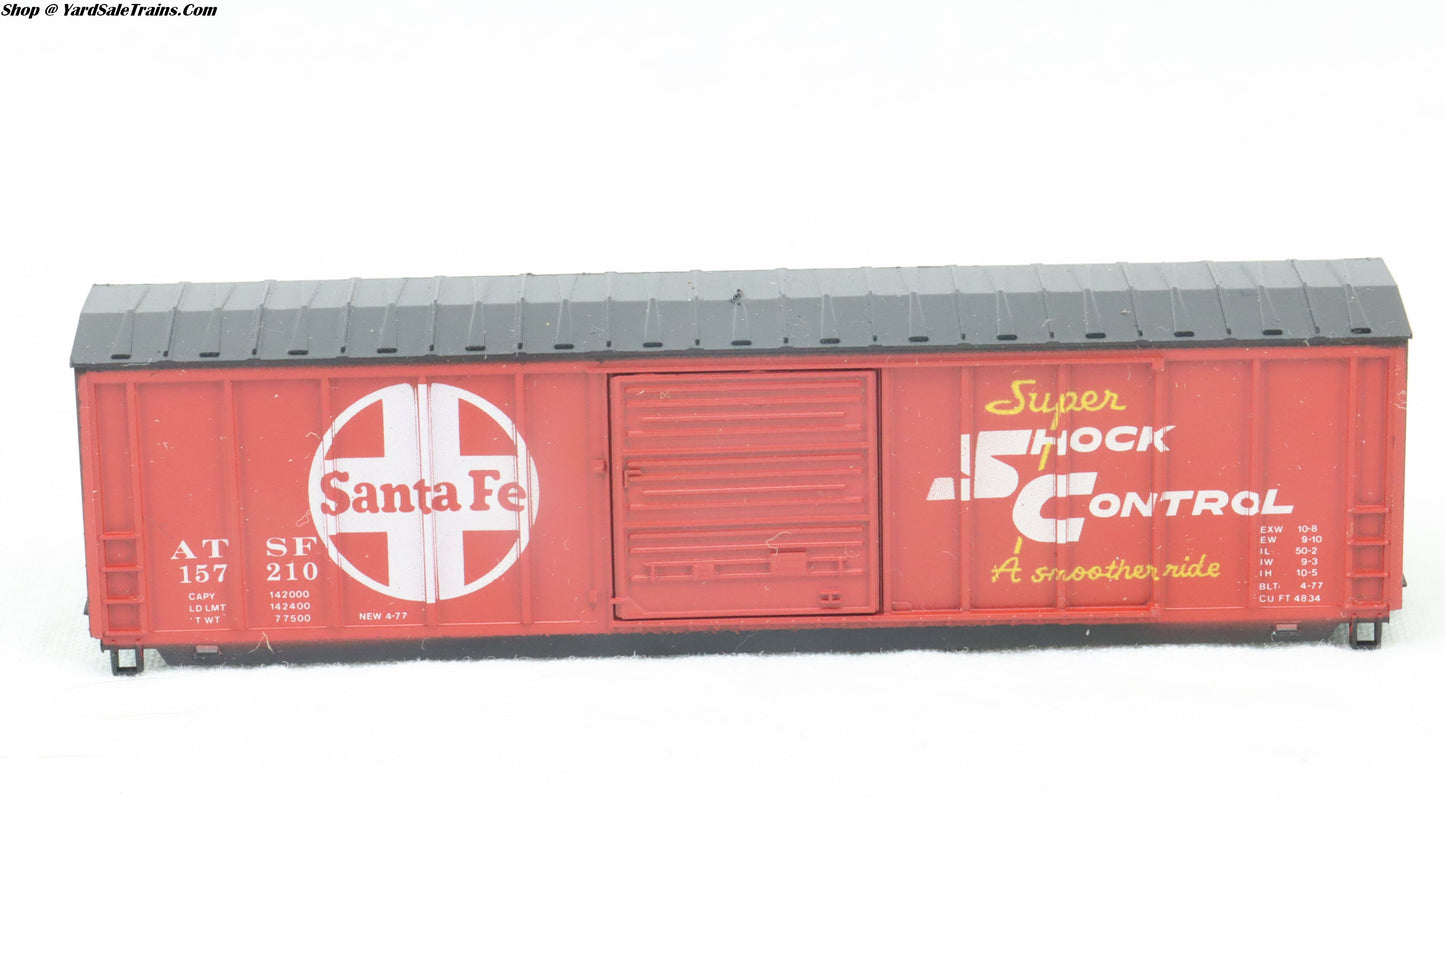 Shop @ YardSaleTrains.Com
Santa Fe
AT SF
157 210
CAPY 142000
LD LMT 142400
T WT 77500
NEW 4-77
Super
SHOCK
CONTROL
A smoother ride
EXW 10-8
EW 9-10
IL 50-2
IW 9-3
IH 10-5
BLT. 4-77
CU FT 4834